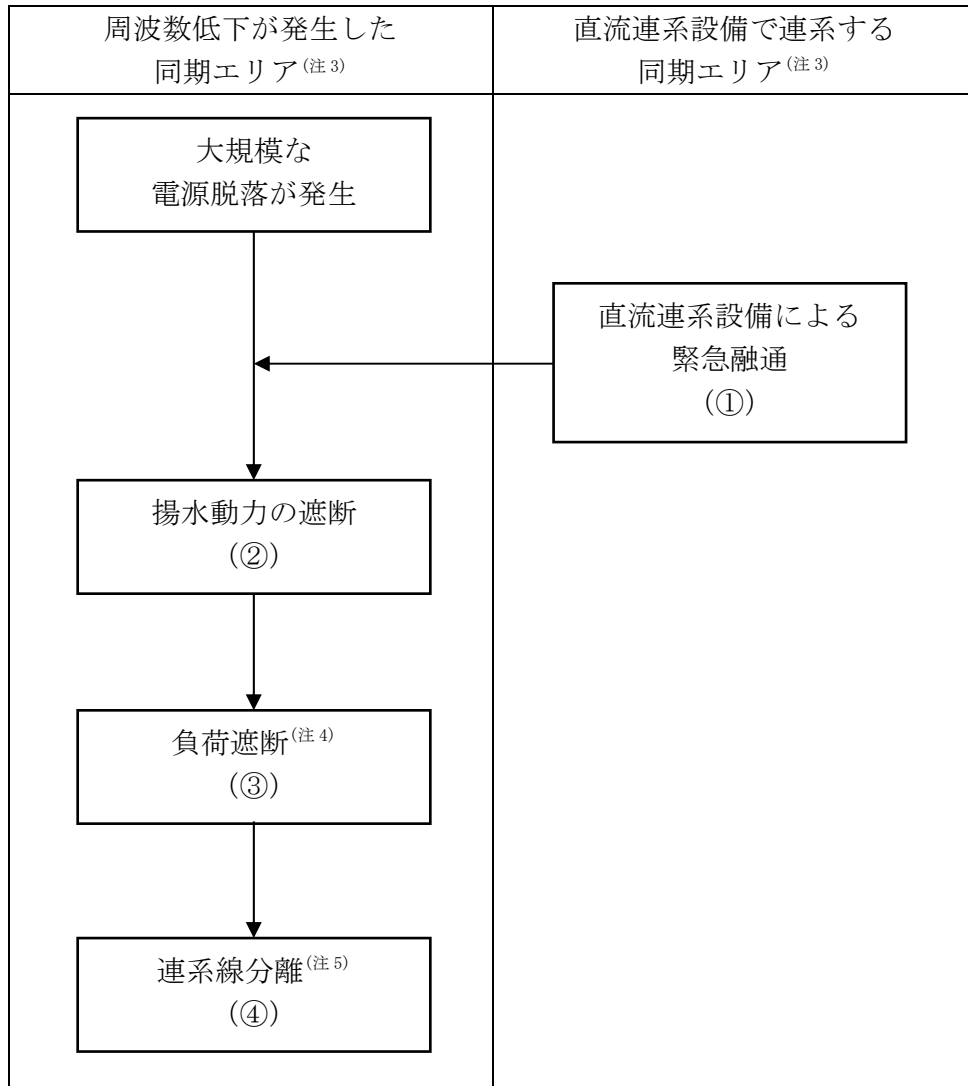 周波数低下が発生した
同期エリア(注3)
直流連系設備で連系する
同期エリア(注3)
大規模な
電源脱落が発生
直流連系設備による
緊急融通
(①)
揚水動力の遮断
(②)
負荷遮断(注4)
(③)
連系線分離(注5)
(④)